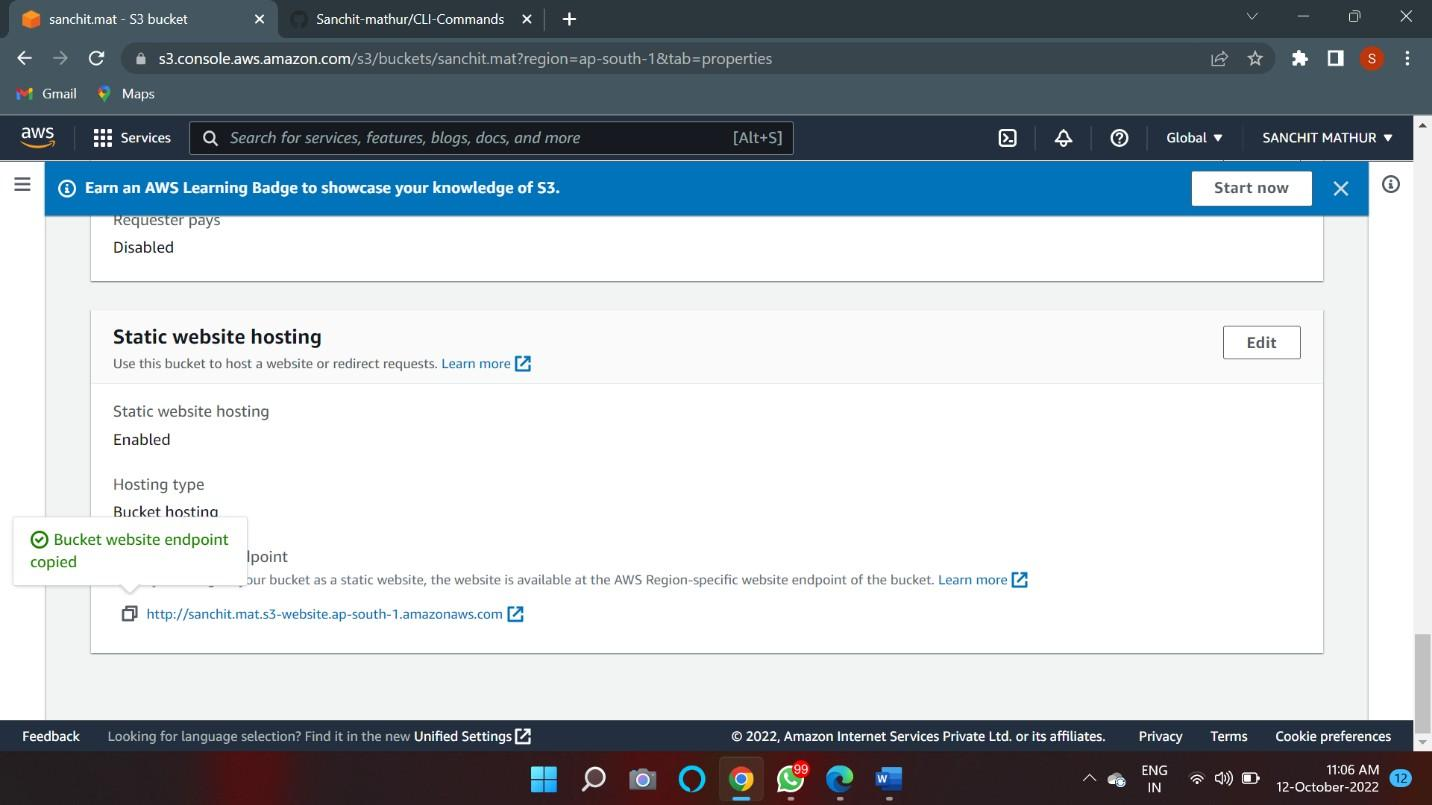 sanchit.mat - S3 bucket
Sanchit-mathur/CLI-Commands
s3.console.aws.amazon.com/s3/buckets/sanchit.mat?region=ap-south-1&tab=properties
S
Gmail
Maps
aws
Services
Search for services, features, blogs, docs, and more
[Alt+S]
Global
SANCHIT MATHUR
Earn an AWS Learning Badge to showcase your knowledge of S3.
Start now
Requester pays
Disabled
Static website hosting
Edit
Use this bucket to host a website or redirect requests. Learn more
Static website hosting
Enabled
Hosting type
Bucket hosting
Bucket website endpoint
copied
our bucket as a static website, the website is available at the AWS Region-specific website endpoint of the bucket. Learn more
http://sanchit.mat.s3-website.ap-south-1.amazonaws.com
Feedback
Looking for language selection? Find it in the new Unified Settings
© 2022, Amazon Internet Services Private Ltd. or its affiliates.
Privacy
Terms
Cookie preferences
99
W
ENG
IN
11:06 AM
12-October-2022
12